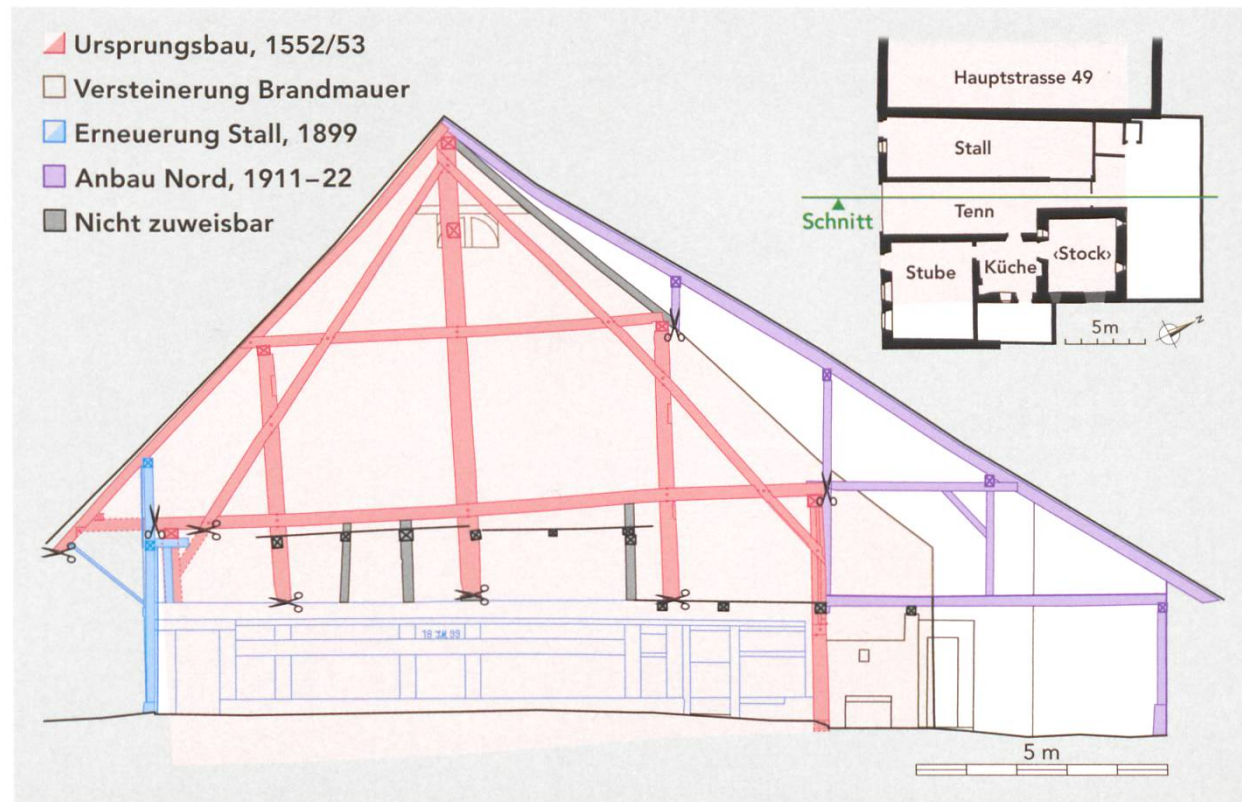 Ursprungsbau, 1552/53
Versteinerung Brandmauer
Erneuerung Stall, 1899
Anbau Nord, 1911–22
Nicht zuweisbar
Hauptstrasse 49
Stall
Schnitt
Tenn
Stube
Küche
‹Stock›
5m
N
5 m